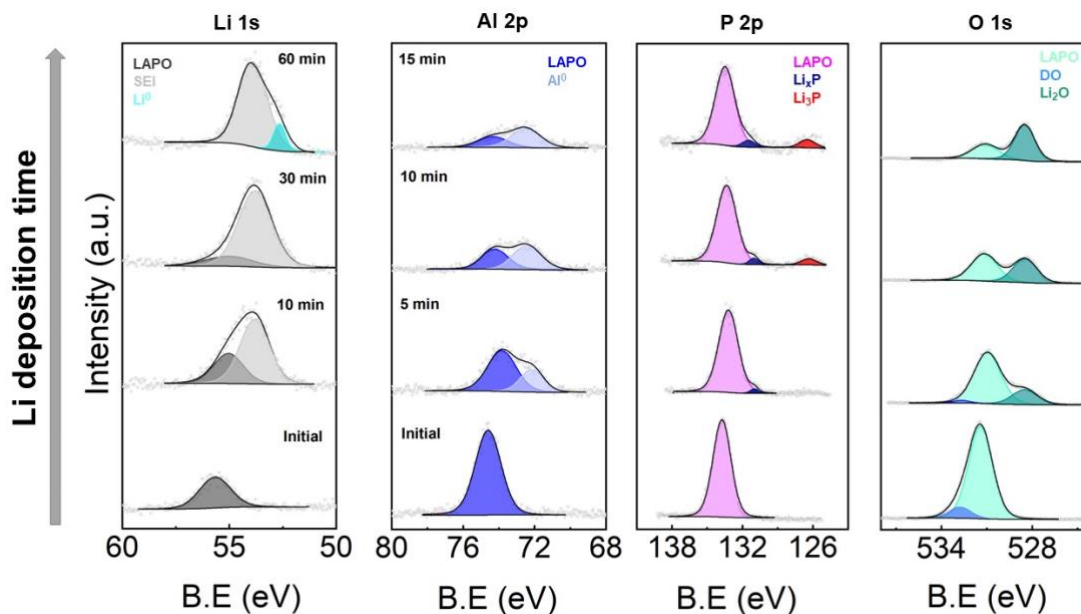 Li 1s
Al 2p
P 2p
O 1s
Li deposition time
Intensity (a.u.)
LAPO
SEI
Li⁰
60 min
30 min
10 min
Initial
60 55 50
B.E (eV)
15 min
LAPO
Al⁰
10 min
5 min
Initial
80 76 72 68
B.E (eV)
LAPO
LiₓP
Li₃P
138 132 126
B.E (eV)
LAPO
DO
Li₂O
534 528
B.E (eV)